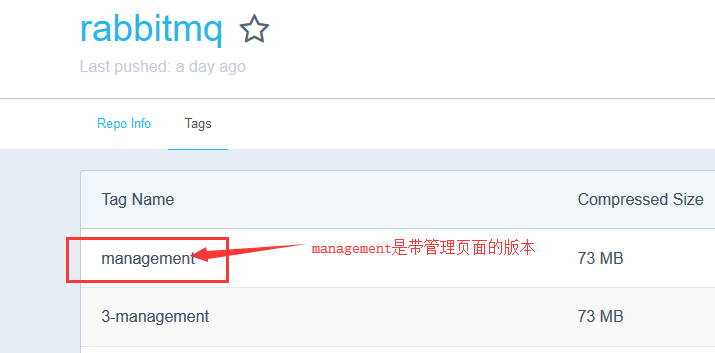 rabbitmq
Last pushed: a day ago
Repo Info Tags
Tag Name Compressed Size
management management是带管理页面的版本 73 MB
3-management 73 MB